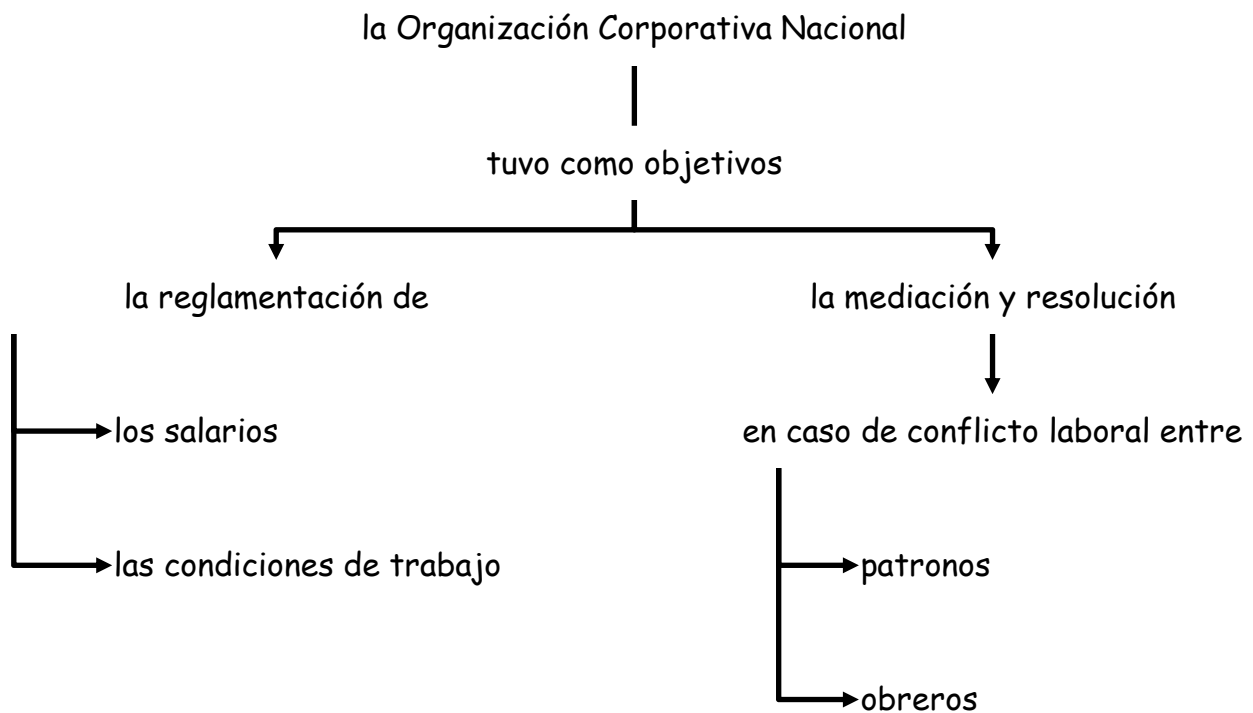 la Organización Corporativa Nacional
tuvo como objetivos
la reglamentación de
los salarios
las condiciones de trabajo
la mediación y resolución
en caso de conflicto laboral entre
patronos
obreros